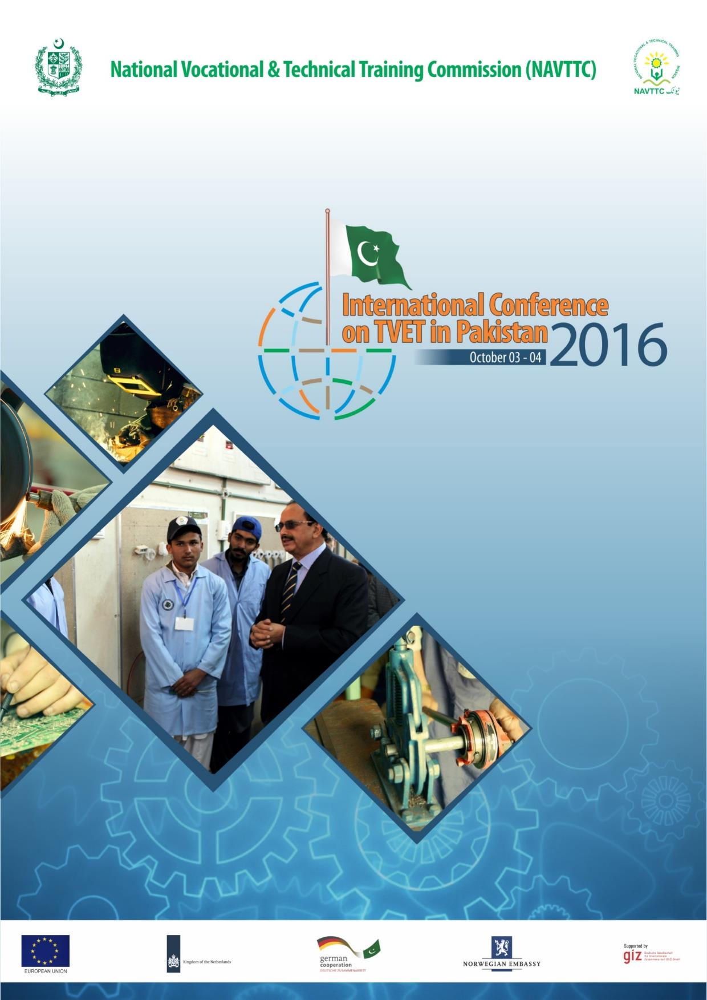 National Vocational & Technical Training Commission (NAVTTC)
NATIONAL VOCATIONAL & TECHNICAL TRAINING
NAVTTC نیوٹک
International Conference
on TVET in Pakistan
2016
October 03 - 04
EUROPEAN UNION
Kingdom of the Netherlands
german
cooperation
DEUTSCHE ZUSAMMENARBEIT
NORWEGIAN EMBASSY
Supported by
giz
Deutsche Gesellschaft
für Internationale
Zusammenarbeit (GIZ) GmbH